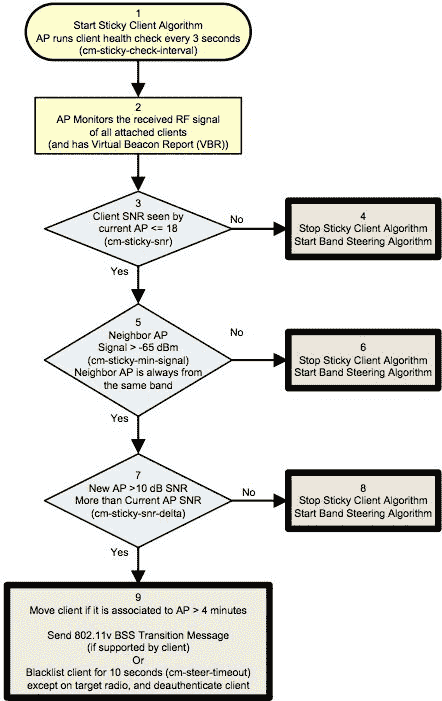 1
Start Sticky Client Algorithm
AP runs client health check every 3 seconds
(cm-sticky-check-interval)
2
AP Monitors the received RF signal
of all attached clients
(and has Virtual Beacon Report (VBR))
3
Client SNR seen by
current AP <= 18
(cm-sticky-snr)
No
4
Stop Sticky Client Algorithm
Start Band Steering Algorithm
Yes
5
Neighbor AP
Signal > -65 dBm
(cm-sticky-min-signal)
Neighbor AP is always from
the same band
No
6
Stop Sticky Client Algorithm
Start Band Steering Algorithm
Yes
7
New AP >10 dB SNR
More than Current AP SNR
(cm-sticky-snr-delta)
No
8
Stop Sticky Client Algorithm
Start Band Steering Algorithm
Yes
9
Move client if it is associated to AP > 4 minutes
Send 802.11v BSS Transition Message
(if supported by client)
Or
Blacklist client for 10 seconds (cm-steer-timeout)
except on target radio, and deauthenticate client